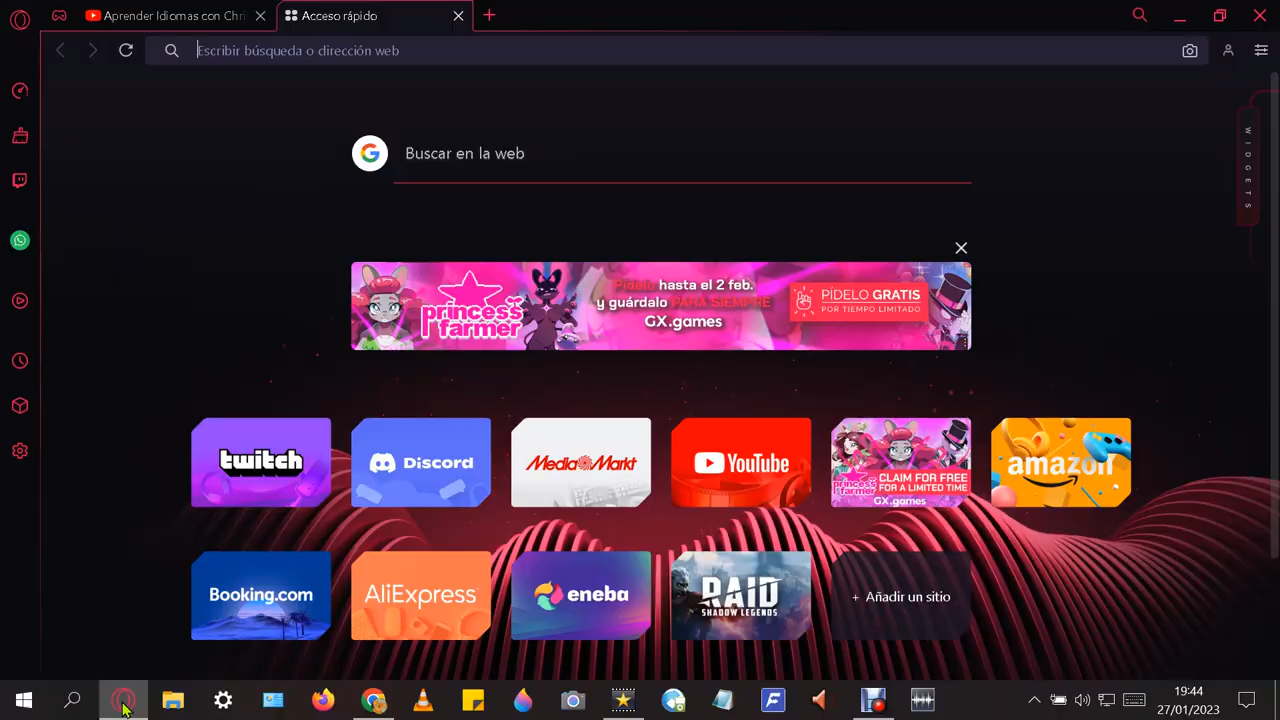 Aprender Idiomas con Chri
Acceso rápido
Escribir búsqueda o dirección web
WIDGETS
Buscar en la web
princess farmer
Pídelo hasta el 2 feb.
y guárdalo PARA SIEMPRE
GX.games
PÍDELO GRATIS
POR TIEMPO LIMITADO
twitch
Discord
MediaMarkt
YouTube
princess farmer
CLAIM FOR FREE
FOR A LIMITED TIME
GX.games
amazon
Booking.com
AliExpress
eneba
RAID
SHADOW LEGENDS
+ Añadir un sitio
19:44
27/01/2023